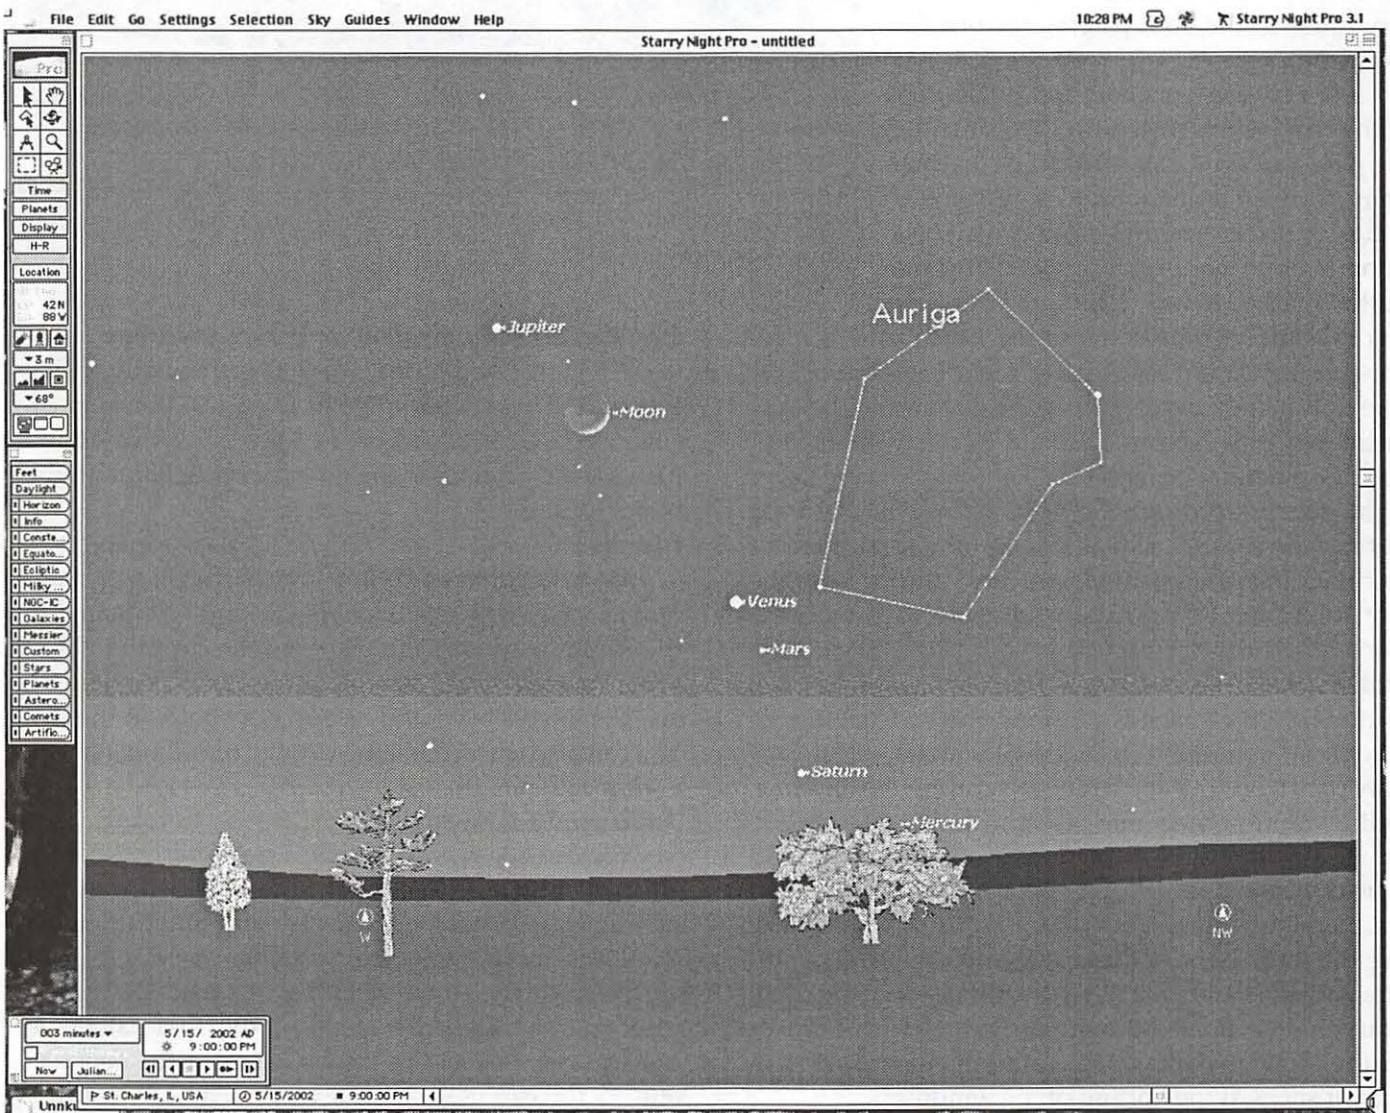 File Edit Go Settings Selection Sky Guides Window Help 10:28 PM Starry Night Pro 3.1
Starry Night Pro - untitled
Pro
Time
Planets
Display
H-R
Location
42 N
88 W
3 m
68°
Feet
Daylight
Horizon
Info
Conste...
Equato...
Ecliptic
Milky ...
NGC-IC
Galaxies
Messier
Custom
Stars
Planets
Astero...
Comets
Artific...
Auriga
Jupiter
Moon
Venus
Mars
Saturn
Mercury
W
NW
003 minutes
5/15/ 2002 AD
9:00:00 PM
Now Julian...
St. Charles, IL, USA 5/15/2002 9:00:00 PM